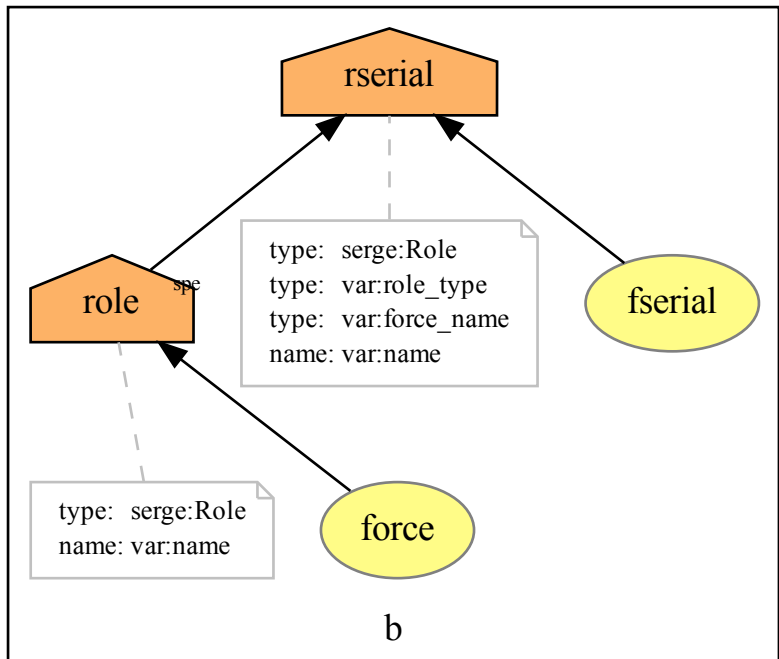 rserial
type: serge:Role
type: var:role_type
type: var:force_name
name: var:name
role
spe
fserial
type: serge:Role
name: var:name
force
b